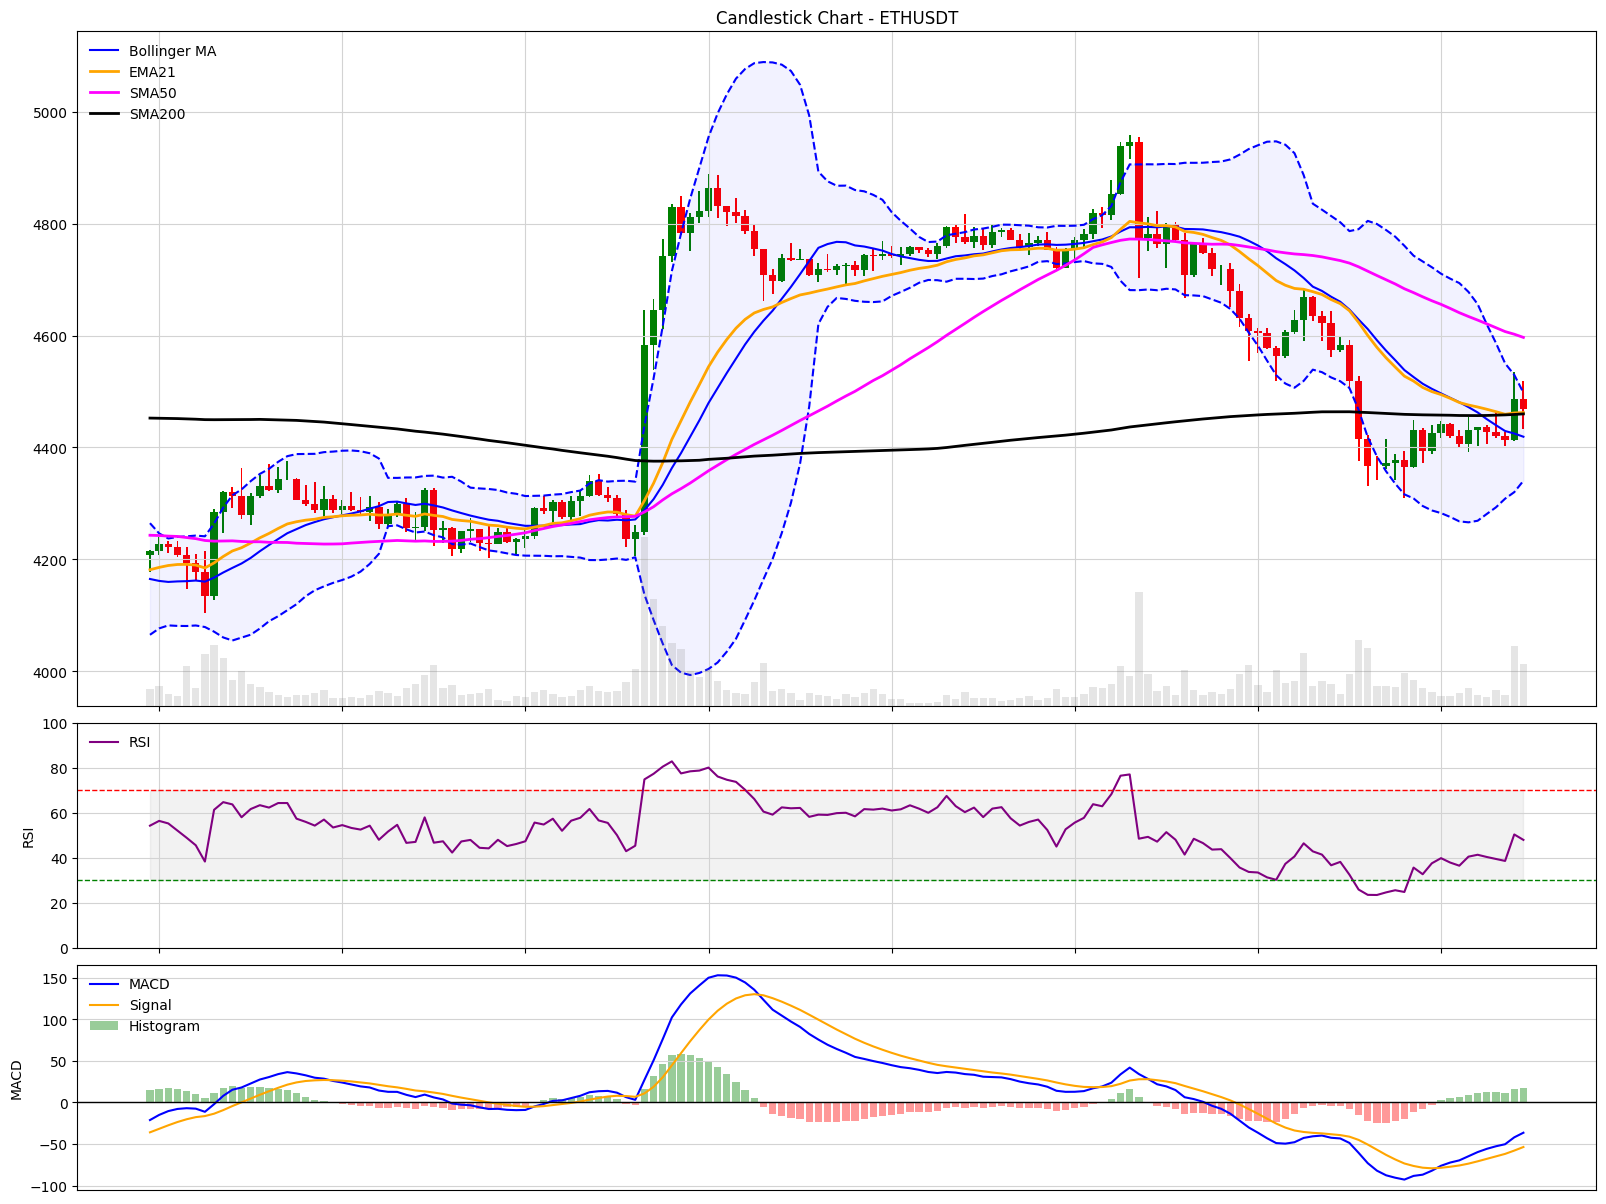 Candlestick Chart - ETHUSDT
Bollinger MA
EMA21
SMA50
SMA200
5000
4800
4600
4400
4200
4000
RSI
100
80
60
40
20
0
RSI
MACD
Signal
Histogram
150
100
50
0
−50
−100
MACD